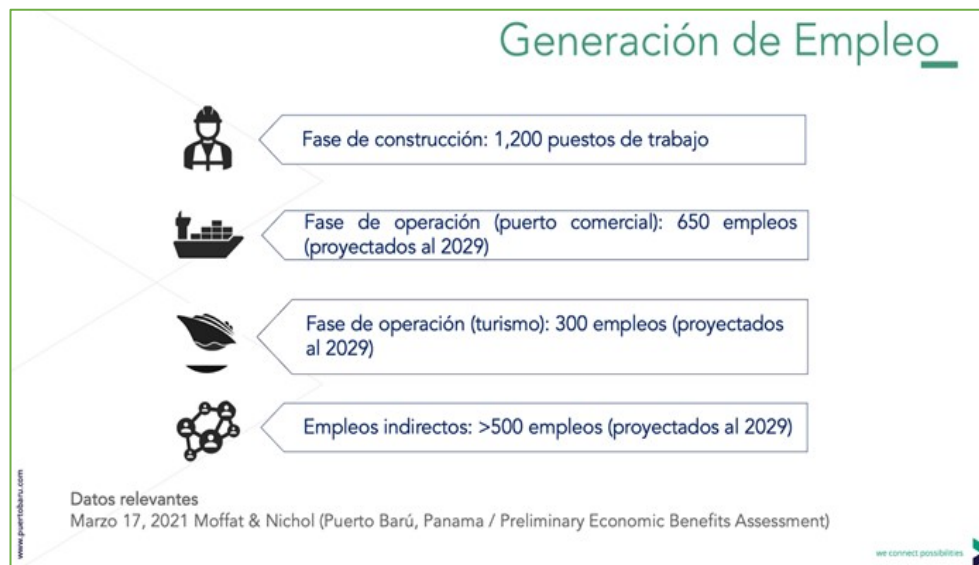 Generación de Empleo
Fase de construcción: 1,200 puestos de trabajo
Fase de operación (puerto comercial): 650 empleos
(proyectados al 2029)
Fase de operación (turismo): 300 empleos (proyectados
al 2029)
Empleos indirectos: >500 empleos (proyectados al 2029)
Datos relevantes
Marzo 17, 2021 Moffat & Nichol (Puerto Barú, Panama / Preliminary Economic Benefits Assessment)
www.puertobaru.com
we connect possibilities